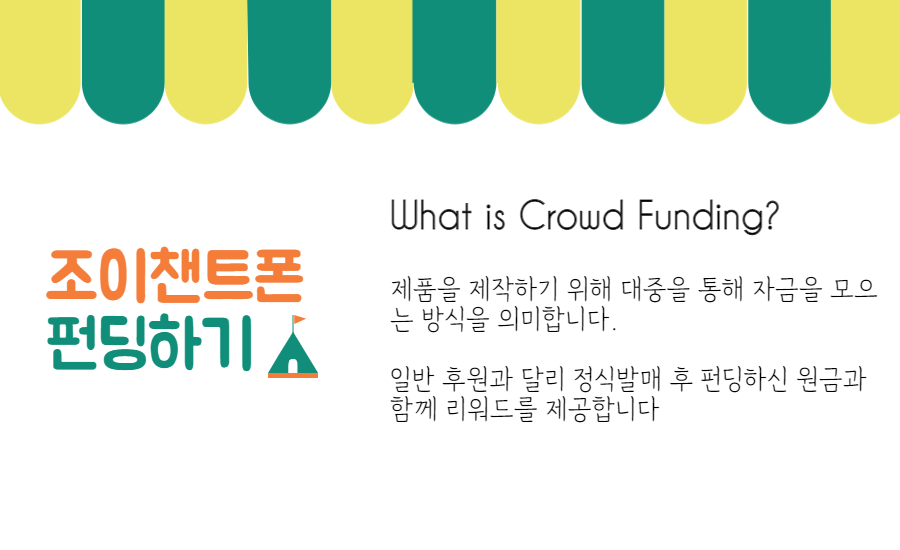 조이챈트폰
펀딩하기
What is Crowd Funding?
제품을 제작하기 위해 대중을 통해 자금을 모으
는 방식을 의미합니다.
일반 후원과 달리 정식발매 후 펀딩하신 원금과
함께 리워드를 제공합니다